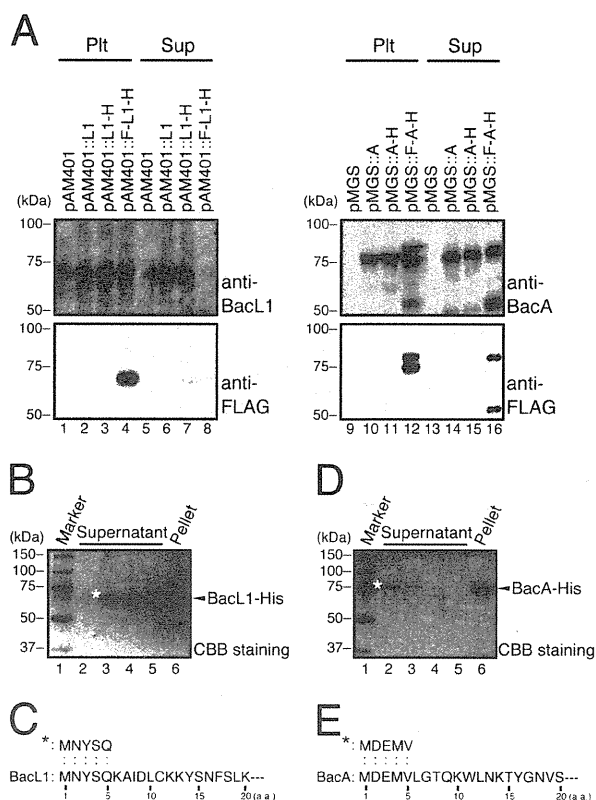 A
Plt Sup
pAM401
pAM401::L1
pAM401::L1-H
pAM401::F-L1-H
pAM401
pAM401::L1
pAM401::L1-H
pAM401::F-L1-H
(kDa)
100–
75–
50–
anti-
BacL1
100–
75–
50–
anti-
FLAG
1 2 3 4 5 6 7 8
Plt Sup
pMGS
pMGS::A
pMGS::A-H
pMGS::F-A-H
pMGS
pMGS::A
pMGS::A-H
pMGS::F-A-H
(kDa)
100–
75–
50–
anti-
BacA
100–
75–
50–
anti-
FLAG
9 10 11 12 13 14 15 16
B
Marker
Supernatant
Pellet
(kDa)
150–
100–
75–
50–
37–
*
BacL1-His
CBB staining
1 2 3 4 5 6
D
Marker
Supernatant
Pellet
(kDa)
150–
100–
75–
50–
37–
*
BacA-His
CBB staining
1 2 3 4 5 6
C
*: MNYSQ
: : : : :
BacL1: MNYSQKAIDLCKKYSNFSLK---
1 5 10 15 20 (a.a.)
E
*: MDEMV
: : : : :
BacA: MDEMVLGTQKWLNKTYGNVS---
1 5 10 15 20 (a.a.)